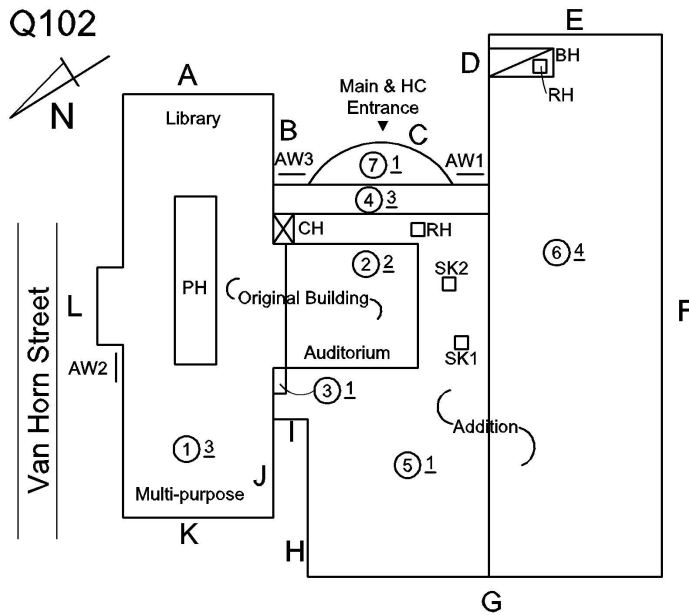 Q102
N
A
Library
B
AW3
Main & HC
Entrance
C
7 1
AW1
4 3
D
E
BH
RH
CH
RH
2 2
SK2
6 4
F
PH
Original Building
L
Van Horn Street
AW2
Auditorium
SK1
3 1
I
Addition
1 3
J
5 1
Multi-purpose
K
H
G